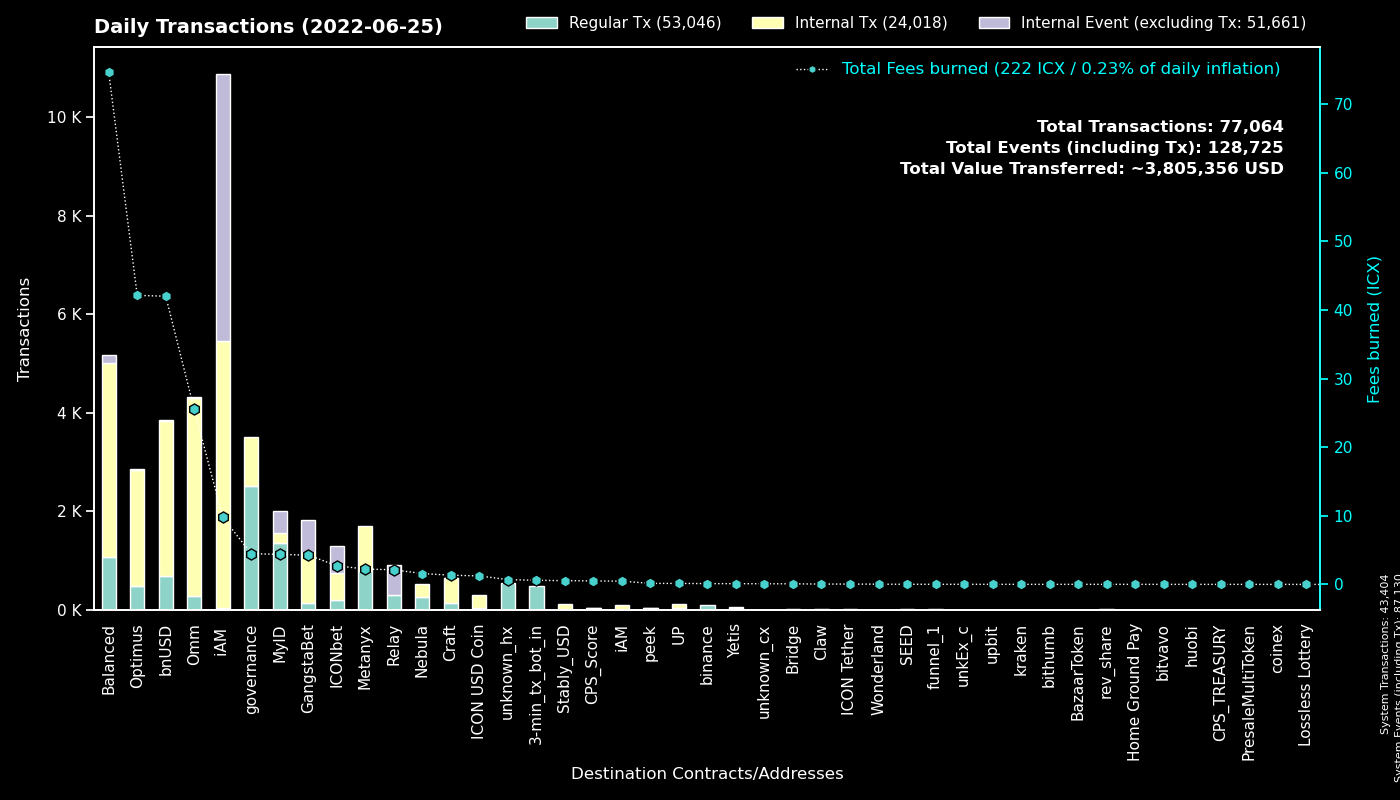 Daily Transactions (2022-06-25)
Regular Tx (53,046)
Internal Tx (24,018)
Internal Event (excluding Tx: 51,661)
Total Fees burned (222 ICX / 0.23% of daily inflation)
Total Transactions: 77,064
Total Events (including Tx): 128,725
Total Value Transferred: ~3,805,356 USD
Transactions
10 K
8 K
6 K
4 K
2 K
0 K
Fees burned (ICX)
70
60
50
40
30
20
10
0
Balanced
Optimus
bnUSD
Omm
iAM
governance
MyID
GangstaBet
ICONbet
Metanyx
Relay
Nebula
Craft
ICON USD Coin
unknown_hx
3-min_tx_bot_in
Stably_USD
CPS_Score
iAM
peek
UP
binance
Yetis
unknown_cx
Bridge
Claw
ICON Tether
Wonderland
SEED
funnel_1
unkEx_c
upbit
kraken
bithumb
BazaarToken
rev_share
Home Ground Pay
bitvavo
huobi
CPS_TREASURY
PresaleMultiToken
coinex
Lossless Lottery
Destination Contracts/Addresses
System Transactions: 43,404
System Events (including Tx): 87,130